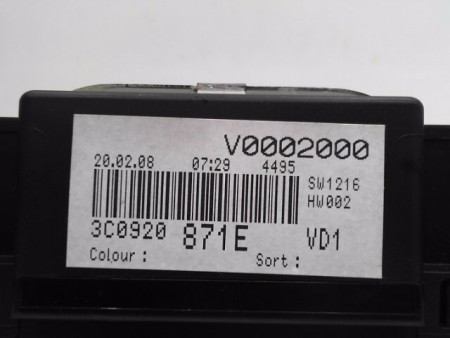 V0002000
20.02.08 07:29 4495
SW1216
HW002
3C0920 871E VD1
Colour : Sort :